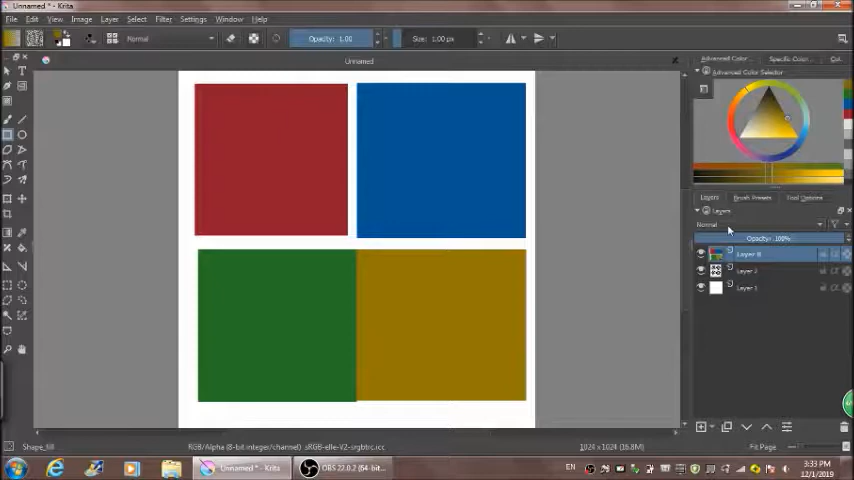 Unnamed * - Krita
File Edit View Image Layer Select Filter Settings Window Help
Normal Opacity: 1.00 Size: 1.00 px
Unnamed
Advanced Color... Specific Color...
Advanced Color Selector
Layers Brush Presets Tool Options
Layers
Normal
Opacity: 100%
Layer 8
Layer 1
Shape_fill RGB/Alpha (8-bit integer/channel) sRGB-elle-V2-srgbtrc.icc 1024 x 1024 (16.8M) Fit Page
Unnamed * - Krita OBS 22.0.2 (64-bit... EN 3:33 PM
12/1/2019